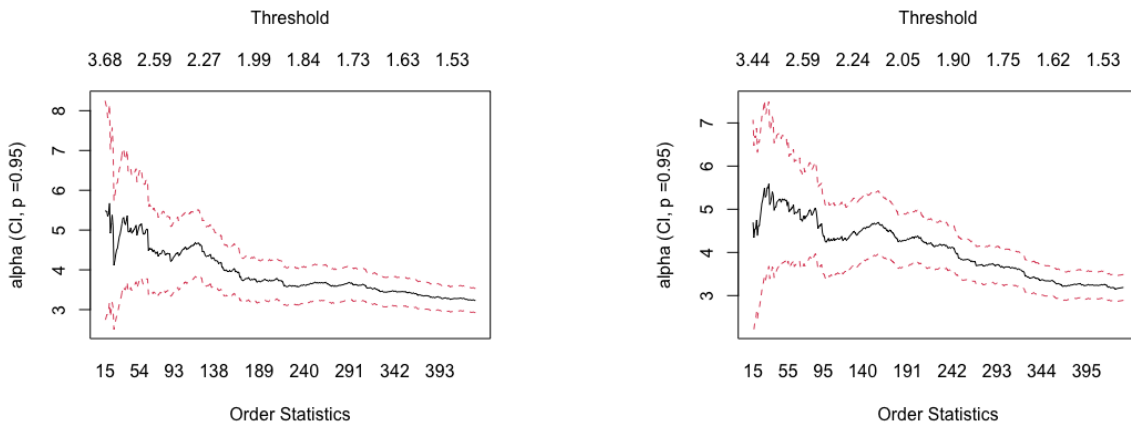 Threshold
3.68 2.59 2.27 1.99 1.84 1.73 1.63 1.53
alpha (CI, p =0.95)
8
7
6
5
4
3
15 54 93 138 189 240 291 342 393
Order Statistics
Threshold
3.44 2.59 2.24 2.05 1.90 1.75 1.62 1.53
alpha (CI, p =0.95)
7
6
5
4
3
15 55 95 140 191 242 293 344 395
Order Statistics